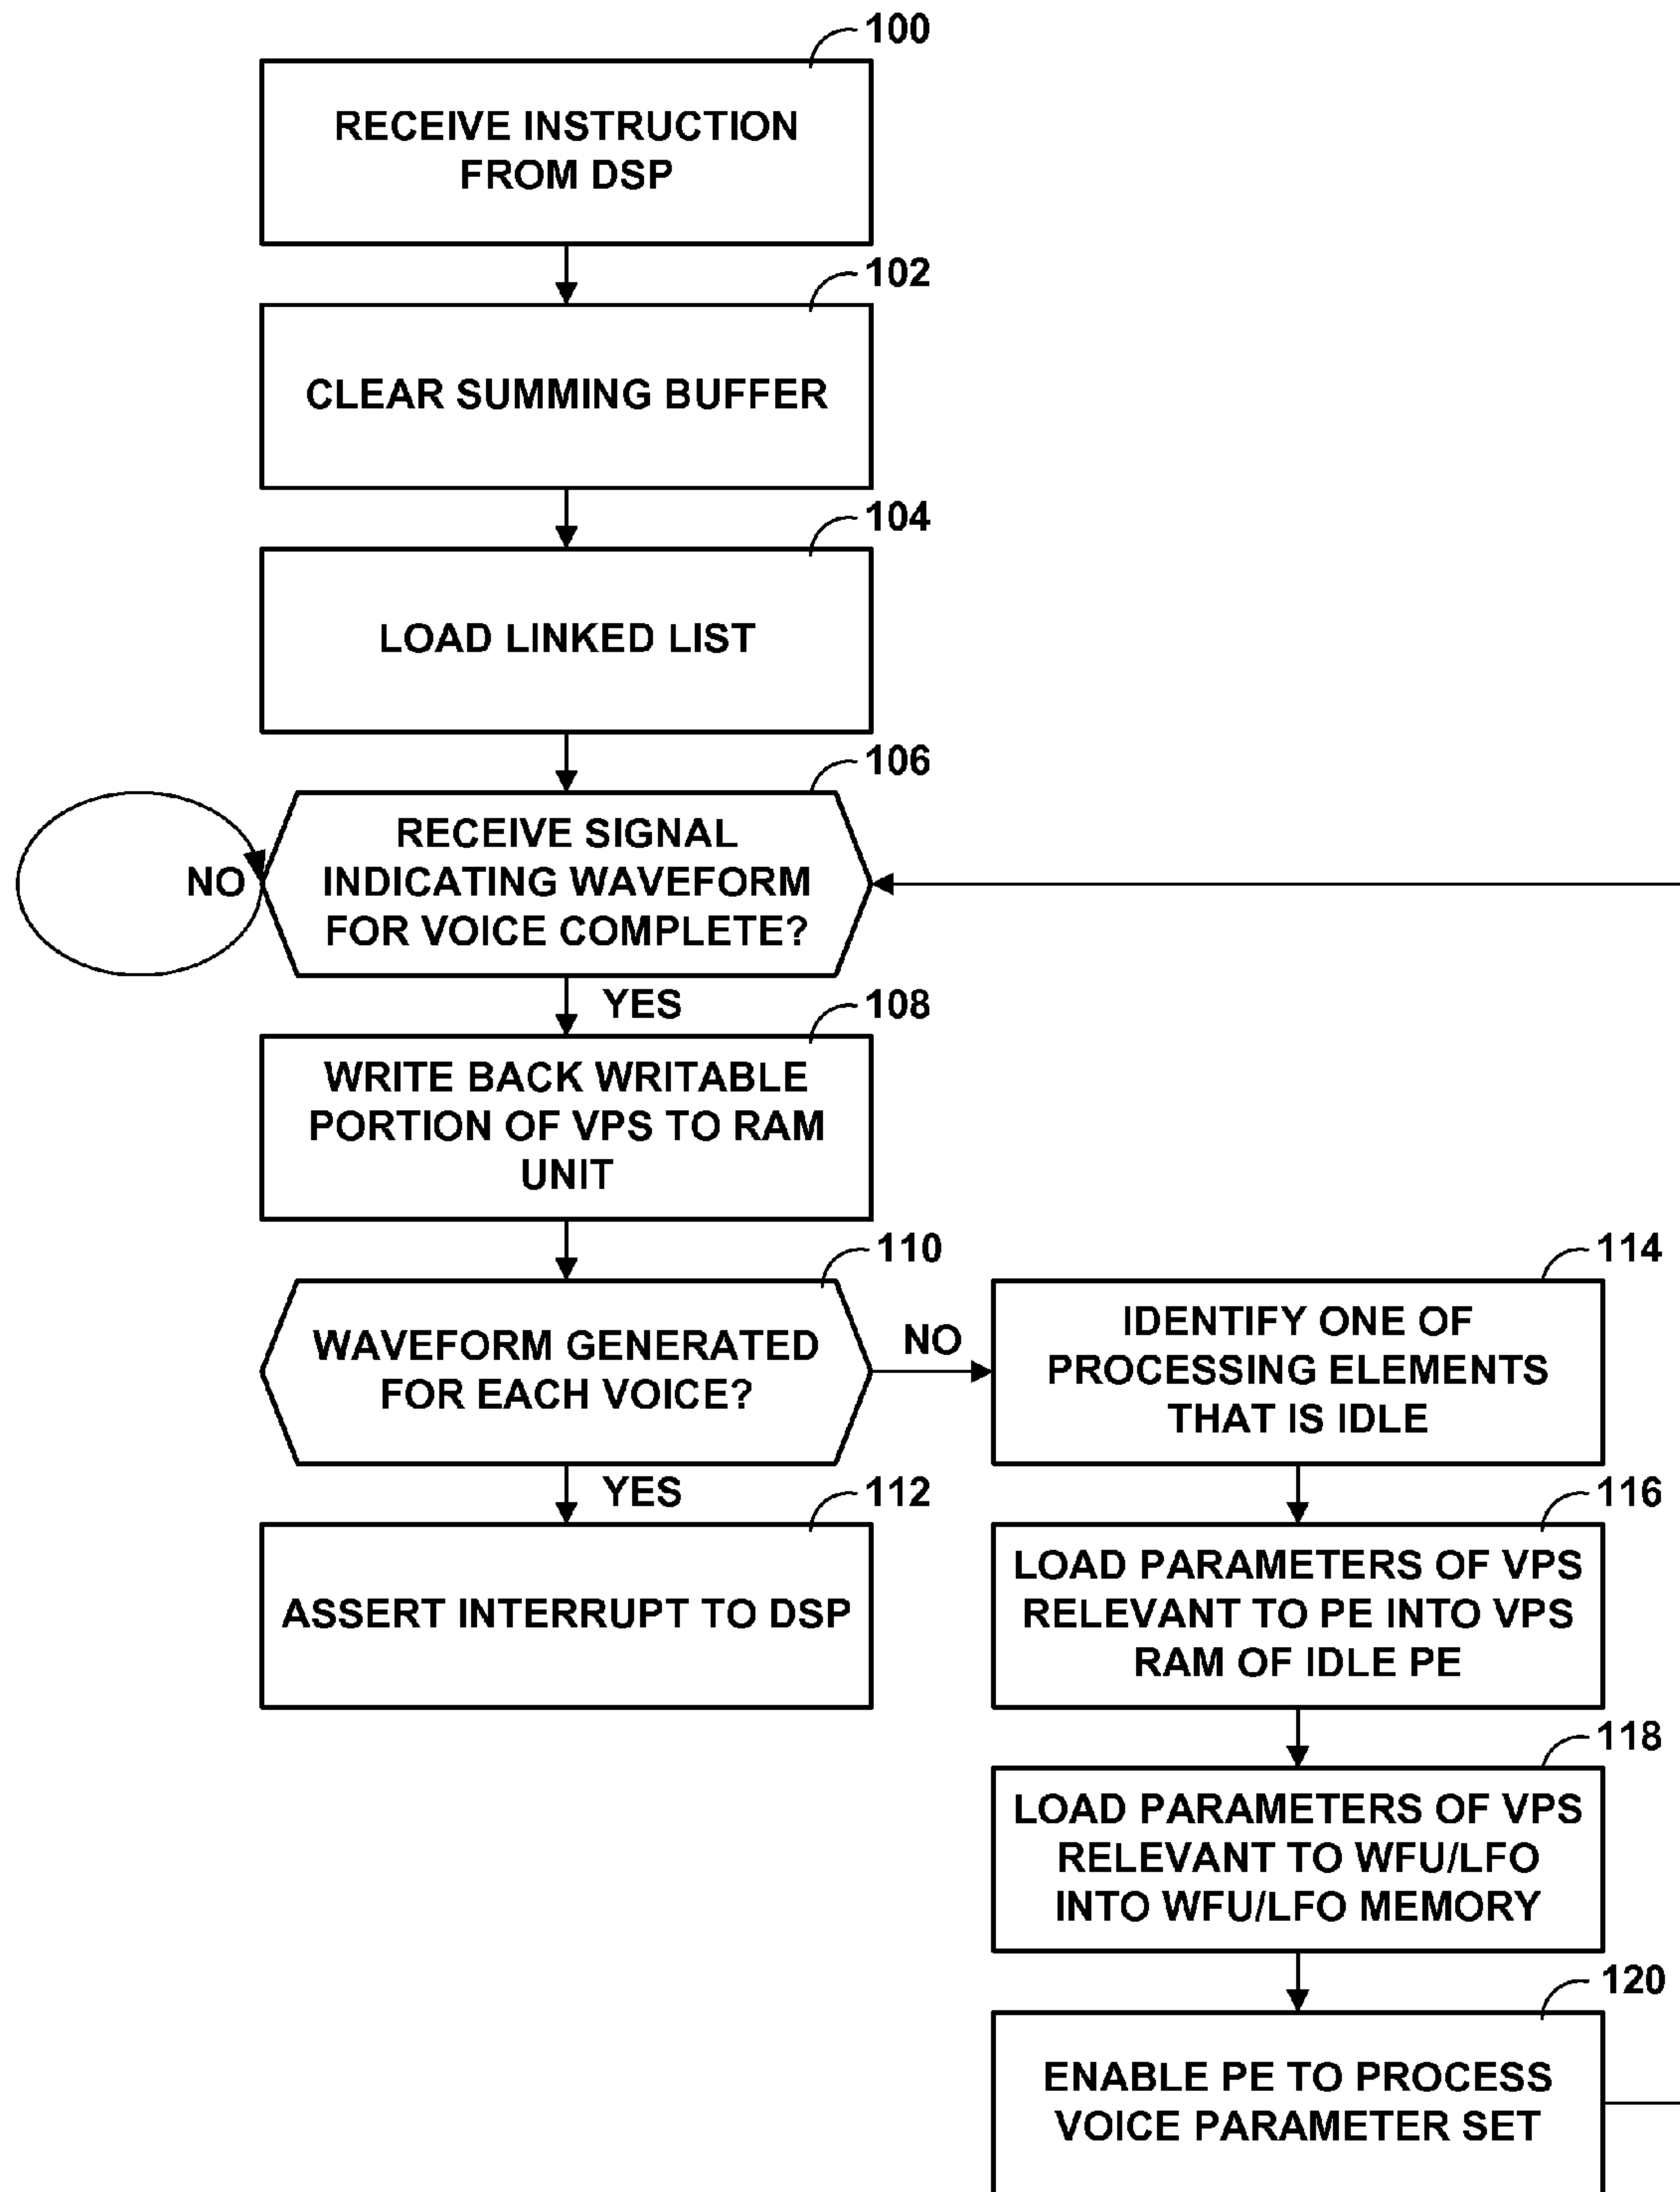 100
RECEIVE INSTRUCTION
FROM DSP
102
CLEAR SUMMING BUFFER
104
LOAD LINKED LIST
106
RECEIVE SIGNAL
INDICATING WAVEFORM
FOR VOICE COMPLETE?
NO
YES
108
WRITE BACK WRITABLE
PORTION OF VPS TO RAM
UNIT
110
WAVEFORM GENERATED
FOR EACH VOICE?
NO
YES
112
ASSERT INTERRUPT TO DSP
114
IDENTIFY ONE OF
PROCESSING ELEMENTS
THAT IS IDLE
116
LOAD PARAMETERS OF VPS
RELEVANT TO PE INTO VPS
RAM OF IDLE PE
118
LOAD PARAMETERS OF VPS
RELEVANT TO WFU/LFO
INTO WFU/LFO MEMORY
120
ENABLE PE TO PROCESS
VOICE PARAMETER SET